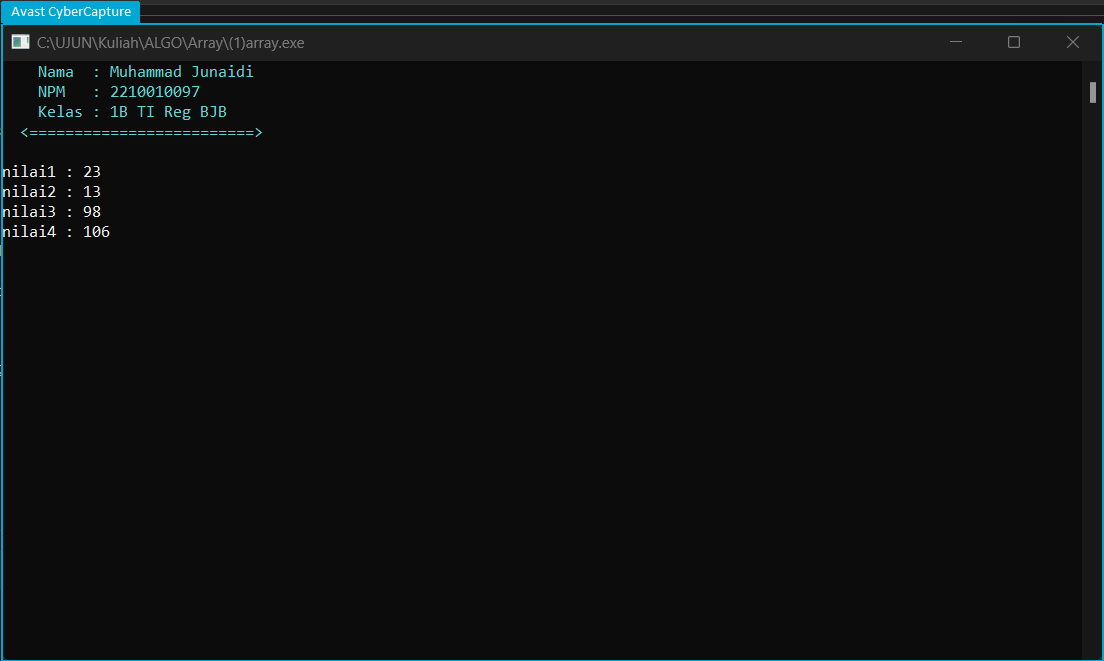 Avast CyberCapture
C:\UJUN\Kuliah\ALGO\Array\(1)array.exe
Nama  : Muhammad Junaidi
NPM   : 2210010097
Kelas : 1B TI Reg BJB
<=========================>
nilai1 : 23
nilai2 : 13
nilai3 : 98
nilai4 : 106